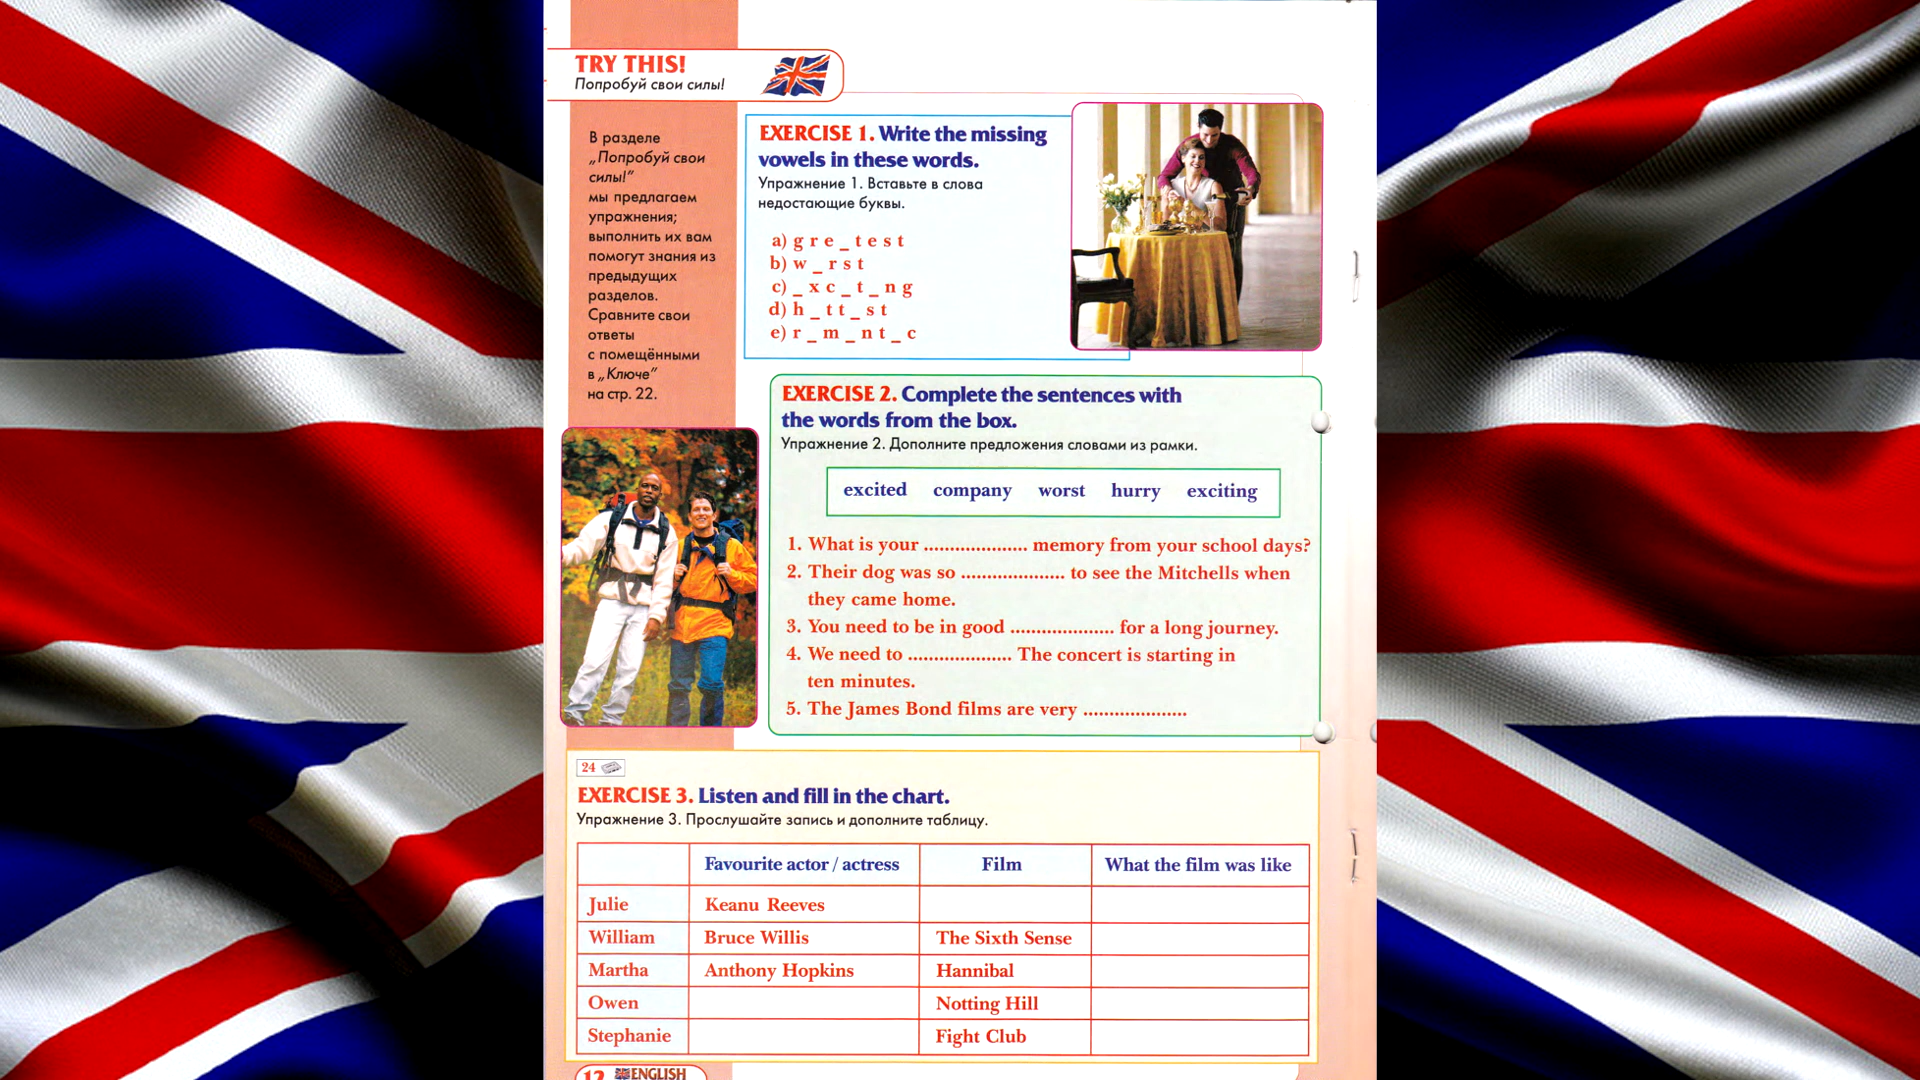 TRY THIS!
Попробуй свои силы!
В разделе
„Попробуй свои
силы!”
мы предлагаем
упражнения;
выполнить их вам
помогут знания из
предыдущих
разделов.
Сравните свои
ответы
с помещёнными
в „Ключе”
на стр. 22.
EXERCISE 1. Write the missing
vowels in these words.
Упражнение 1. Вставьте в слова
недостающие буквы.
a) g r e _ t e s t
b) w _ r s t
c) _ x c _ t _ n g
d) h _ t t _ s t
e) r _ m _ n t _ c
EXERCISE 2. Complete the sentences with
the words from the box.
Упражнение 2. Дополните предложения словами из рамки.
excited company worst hurry exciting
1. What is your .................... memory from your school days?
2. Their dog was so .................... to see the Mitchells when
they came home.
3. You need to be in good .................... for a long journey.
4. We need to .................... The concert is starting in
ten minutes.
5. The James Bond films are very ....................
24
EXERCISE 3. Listen and fill in the chart.
Упражнение 3. Прослушайте запись и дополните таблицу.
Favourite actor / actress Film What the film was like
Julie Keanu Reeves
William Bruce Willis The Sixth Sense
Martha Anthony Hopkins Hannibal
Owen Notting Hill
Stephanie Fight Club
12 ENGLISH